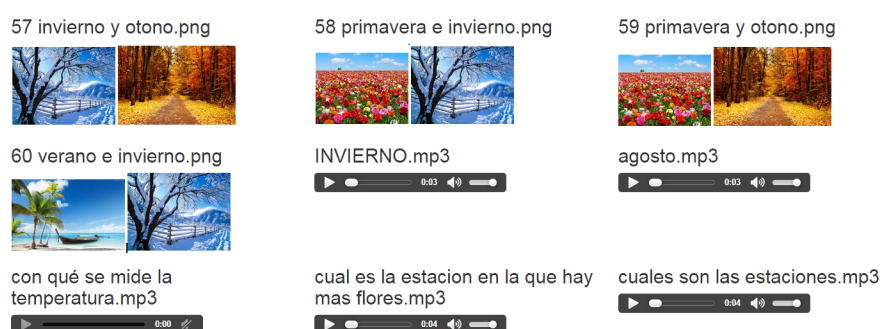 57 invierno y otono.png
58 primavera e invierno.png
59 primavera y otono.png
60 verano e invierno.png
INVIERNO.mp3
0:03
agosto.mp3
0:03
con qué se mide la
temperatura.mp3
0:00
cual es la estacion en la que hay
mas flores.mp3
0:04
cuales son las estaciones.mp3
0:04